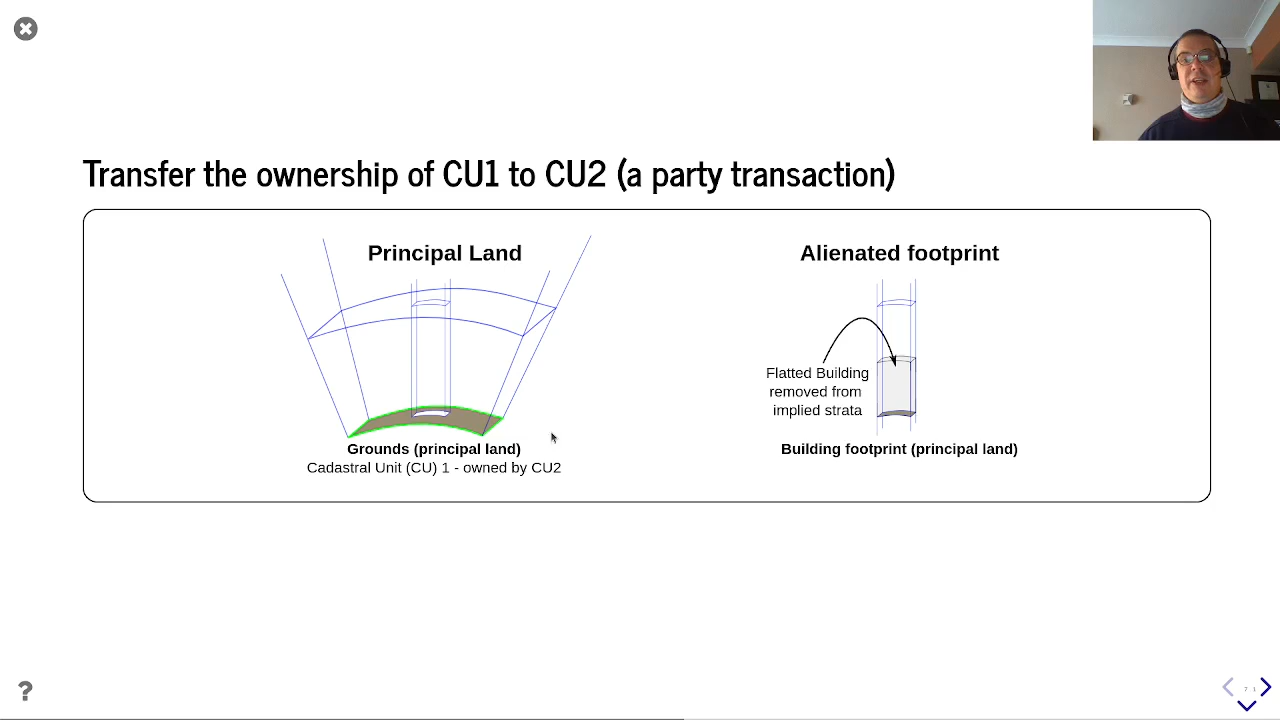 Transfer the ownership of CU1 to CU2 (a party transaction)
Principal Land
Grounds (principal land)
Cadastral Unit (CU) 1 - owned by CU2
Alienated footprint
Flatted Building
removed from
implied strata
Building footprint (principal land)
?